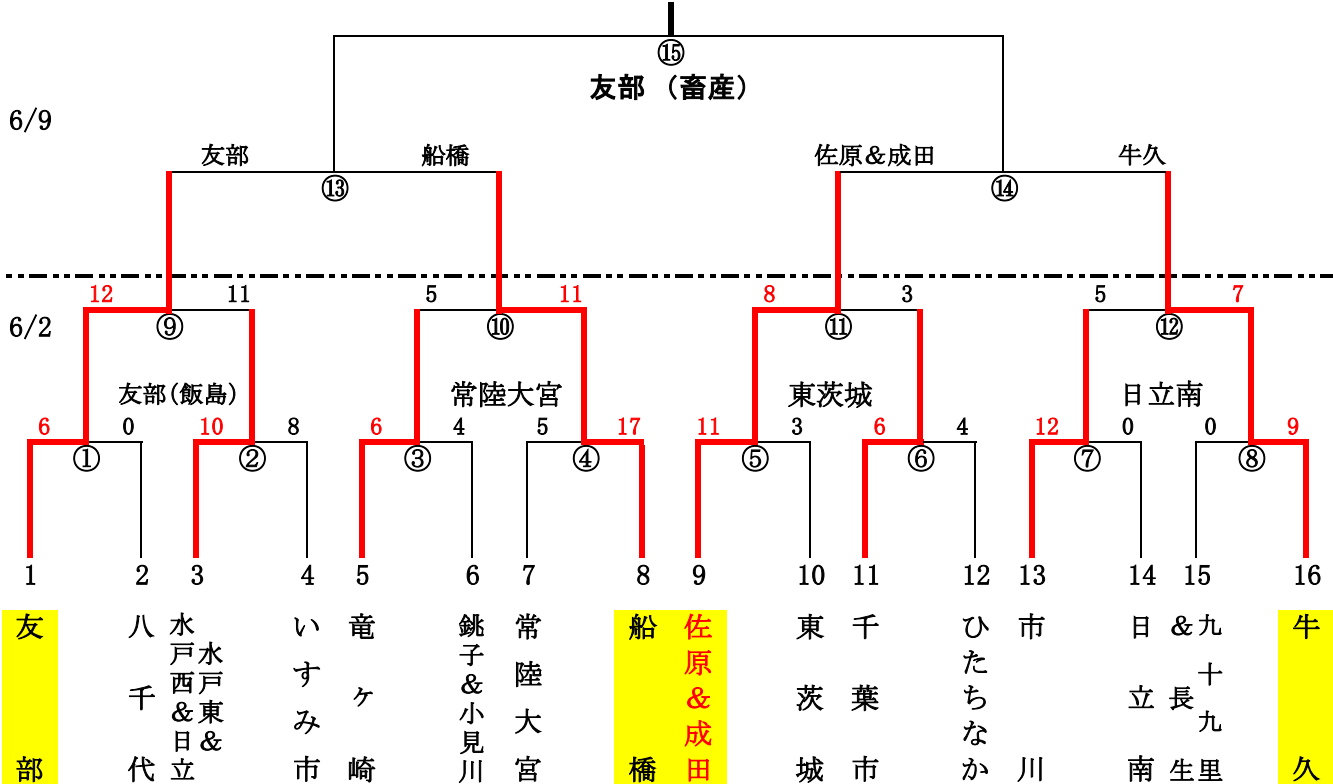 ⑮
友部 （畜産）
6/9
友部 船橋 佐原＆成田 牛久
⑬ ⑭
12 11 5 11 8 3 5 7
6/2
⑨ ⑩ ⑪ ⑫
友部(飯島) 常陸大宮 東茨城 日立南
6 0 10 8 6 4 5 17 11 3 6 4 12 0 0 9
① ② ③ ④ ⑤ ⑥ ⑦ ⑧
1 2 3 4 5 6 7 8 9 10 11 12 13 14 15 16
友部
八千代
水戸東＆
水戸西＆日立
いすみ市
竜ヶ崎
銚子＆小見川
常陸大宮
船橋
佐原＆成田
東茨城
千葉市
ひたちなか
市川
日立南
九十九里
＆長生
牛久